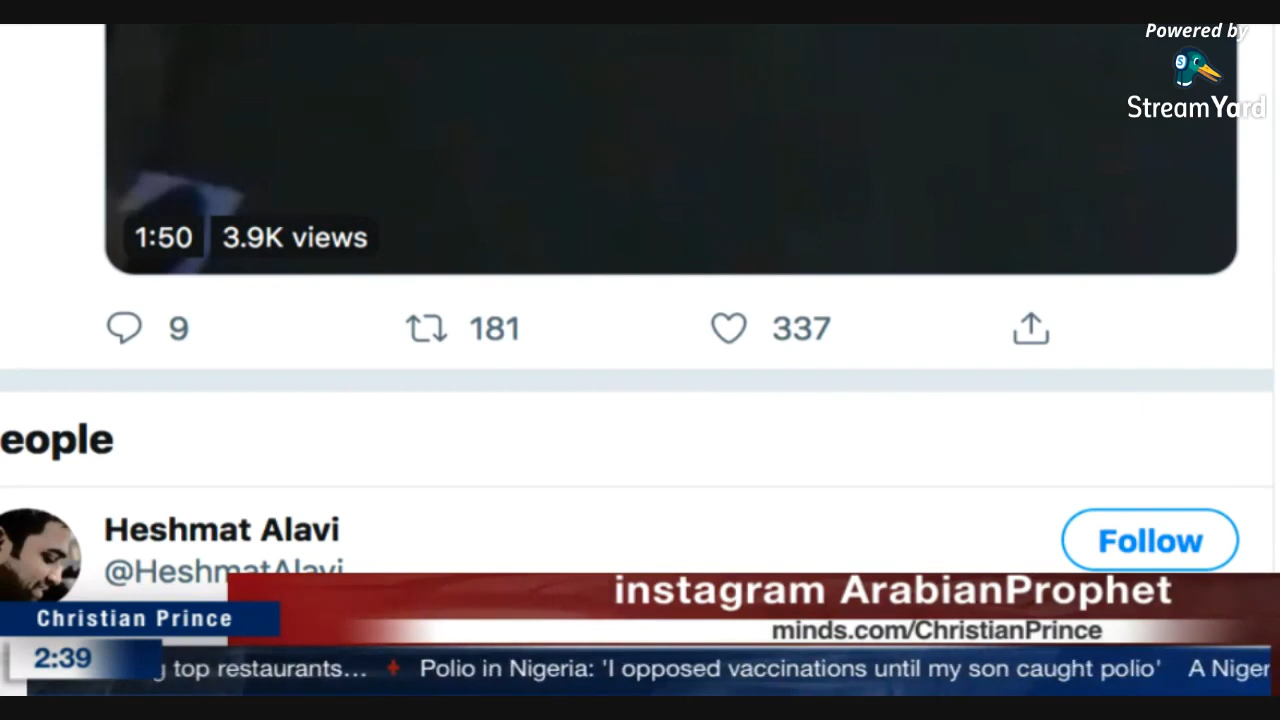 Powered by
StreamYard
1:50 3.9K views
9 181 337
eople
Heshmat Alavi
@HeshmatAlavi
Follow
instagram ArabianProphet
Christian Prince
minds.com/ChristianPrince
2:39
g top restaurants... Polio in Nigeria: 'I opposed vaccinations until my son caught polio' A Niger